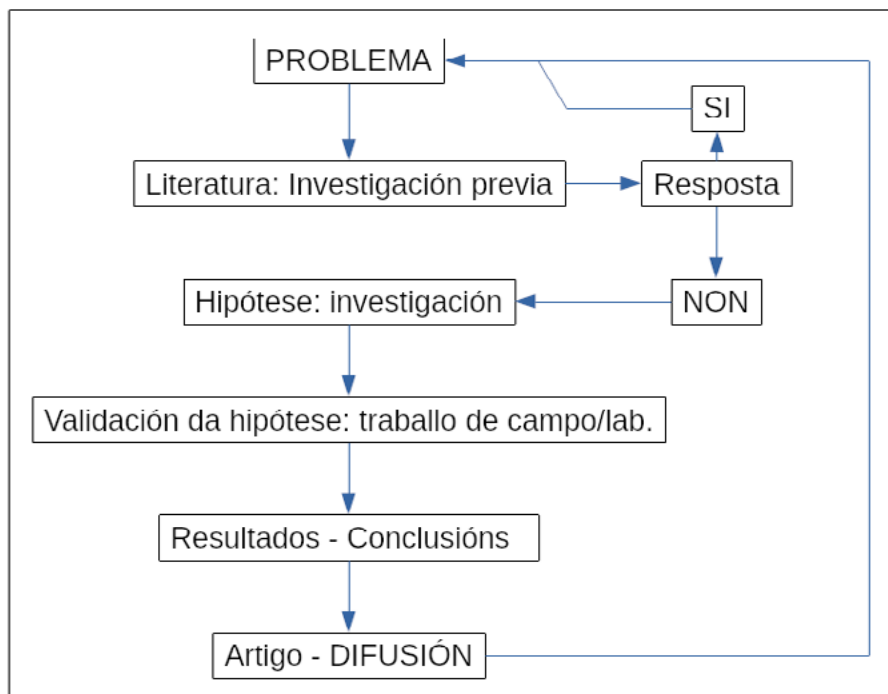 PROBLEMA
SI
Literatura: Investigación previa
Resposta
Hipótese: investigación
NON
Validación da hipótese: traballo de campo/lab.
Resultados - Conclusións
Artigo - DIFUSIÓN